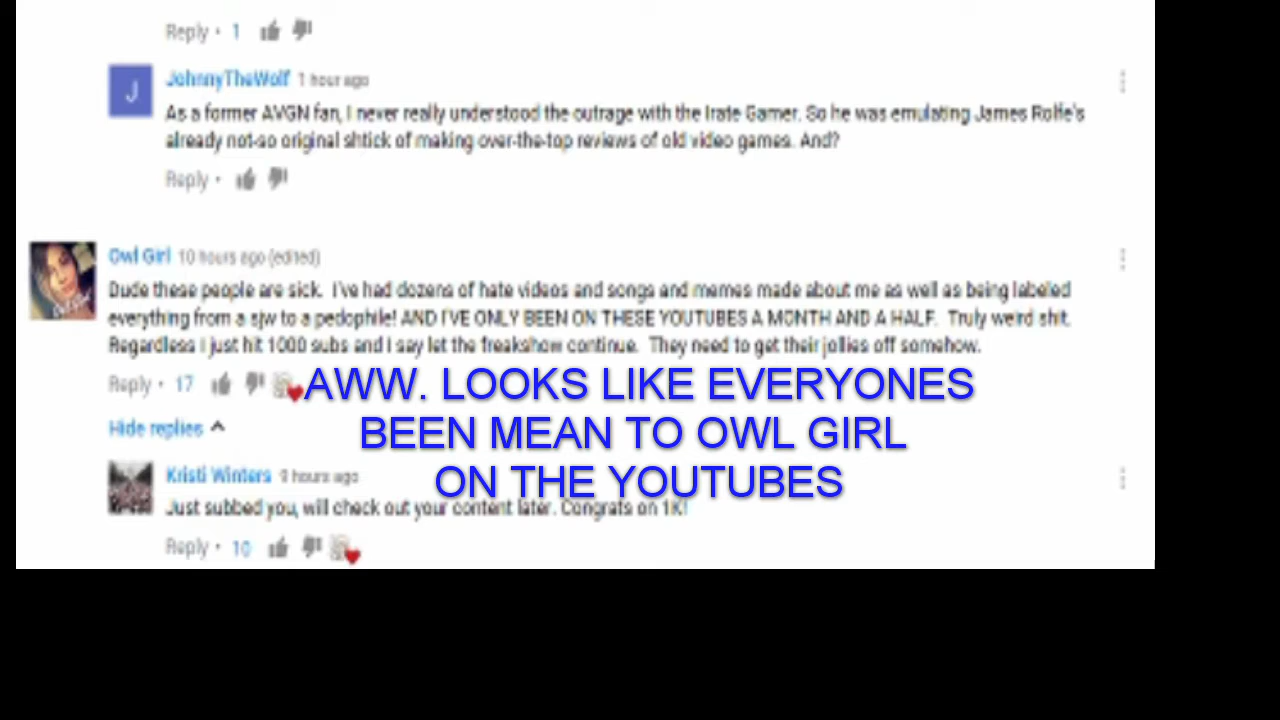 Reply • 1
J
JohnnyTheWolf 1 hour ago
As a former AVGN fan, I never really understood the outrage with the Irate Gamer. So he was emulating James Rolfe's
already not-so original shtick of making over-the-top reviews of old video games. And?
Reply •
Owl Girl 10 hours ago (edited)
Dude these people are sick. I've had dozens of hate videos and songs and memes made about me as well as being labeled
everything from a sjw to a pedophile! AND I'VE ONLY BEEN ON THESE YOUTUBES A MONTH AND A HALF. Truly weird shit.
Regardless I just hit 1000 subs and I say let the freakshow continue. They need to get their jollies off somehow.
Reply • 17
AWW. LOOKS LIKE EVERYONES
BEEN MEAN TO OWL GIRL
ON THE YOUTUBES
Hide replies
Kristi Winters 9 hours ago
Just subbed you, will check out your content later. Congrats on 1K!
Reply • 10